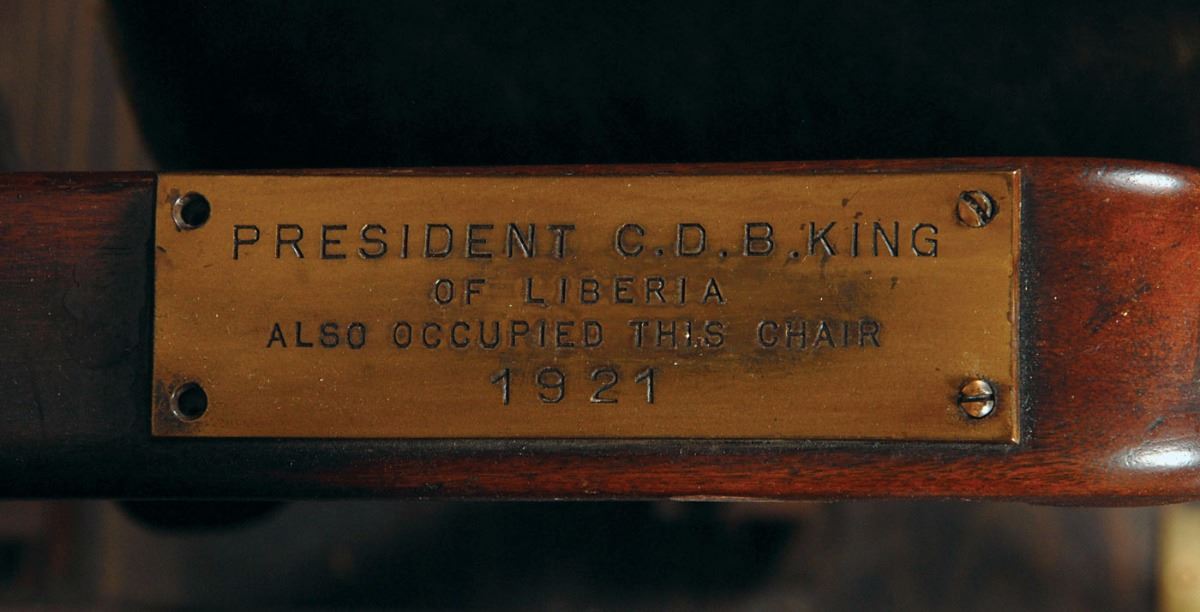 PRESIDENT C.D.B.KING
OF LIBERIA
ALSO OCCUPIED THIS CHAIR
1921